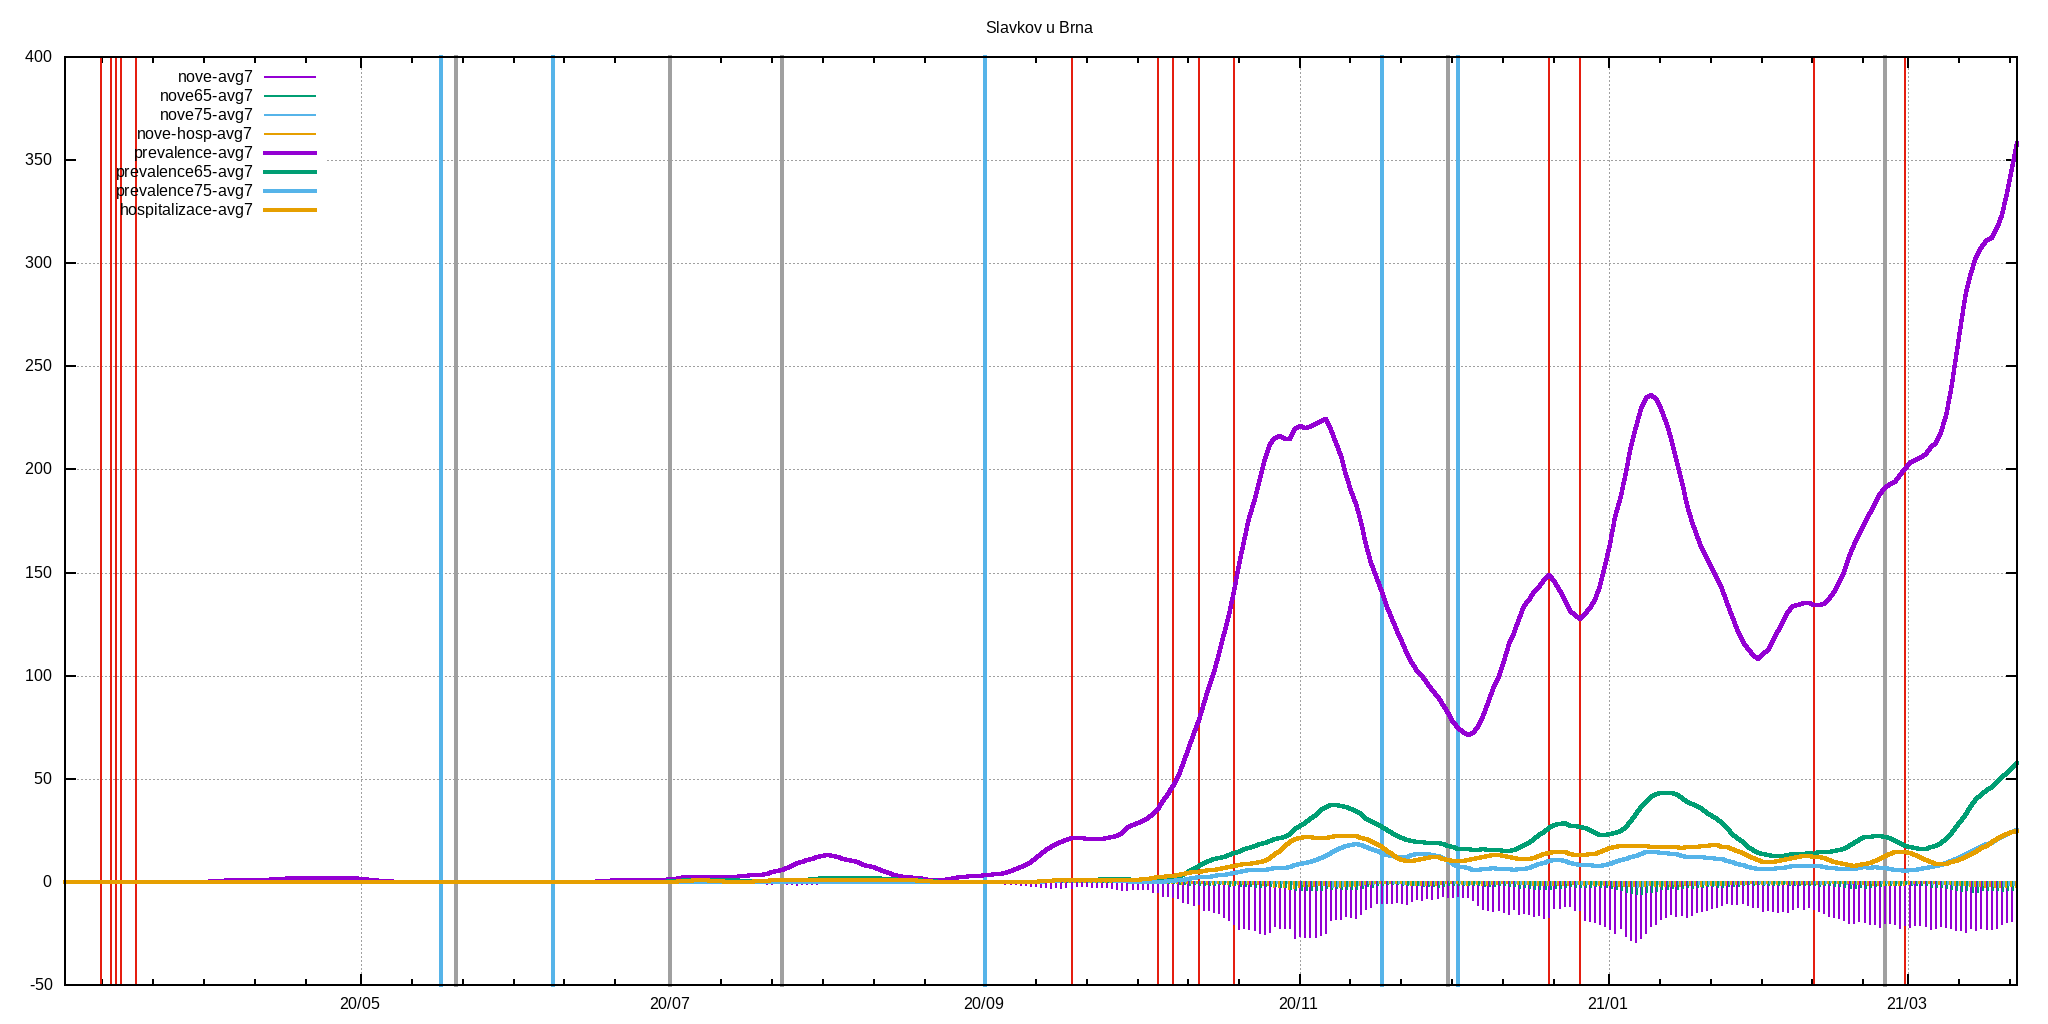 Slavkov u Brna
400
350
300
250
200
150
100
50
0
-50
nove-avg7
nove65-avg7
nove75-avg7
nove-hosp-avg7
prevalence-avg7
prevalence65-avg7
prevalence75-avg7
hospitalizace-avg7
20/05 20/07 20/09 20/11 21/01 21/03